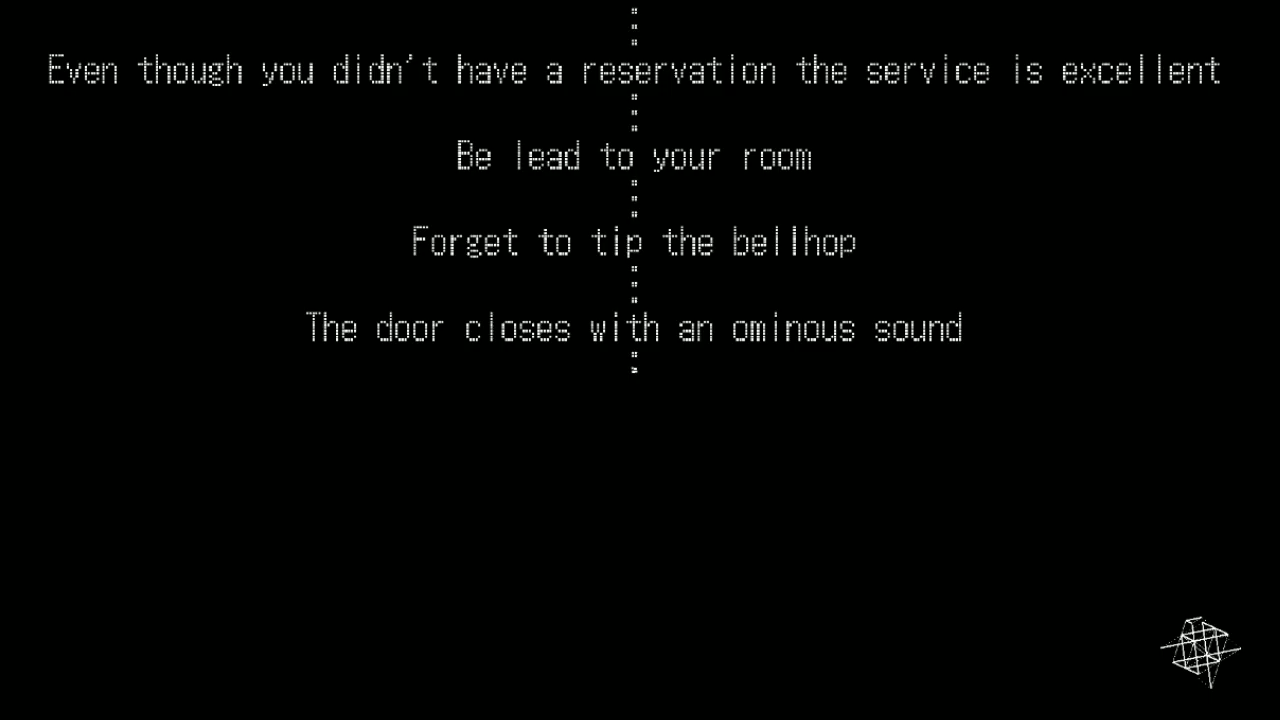 Even though you didn't have a reservation the service is excellent
Be lead to your room
Forget to tip the bellhop
The door closes with an ominous sound